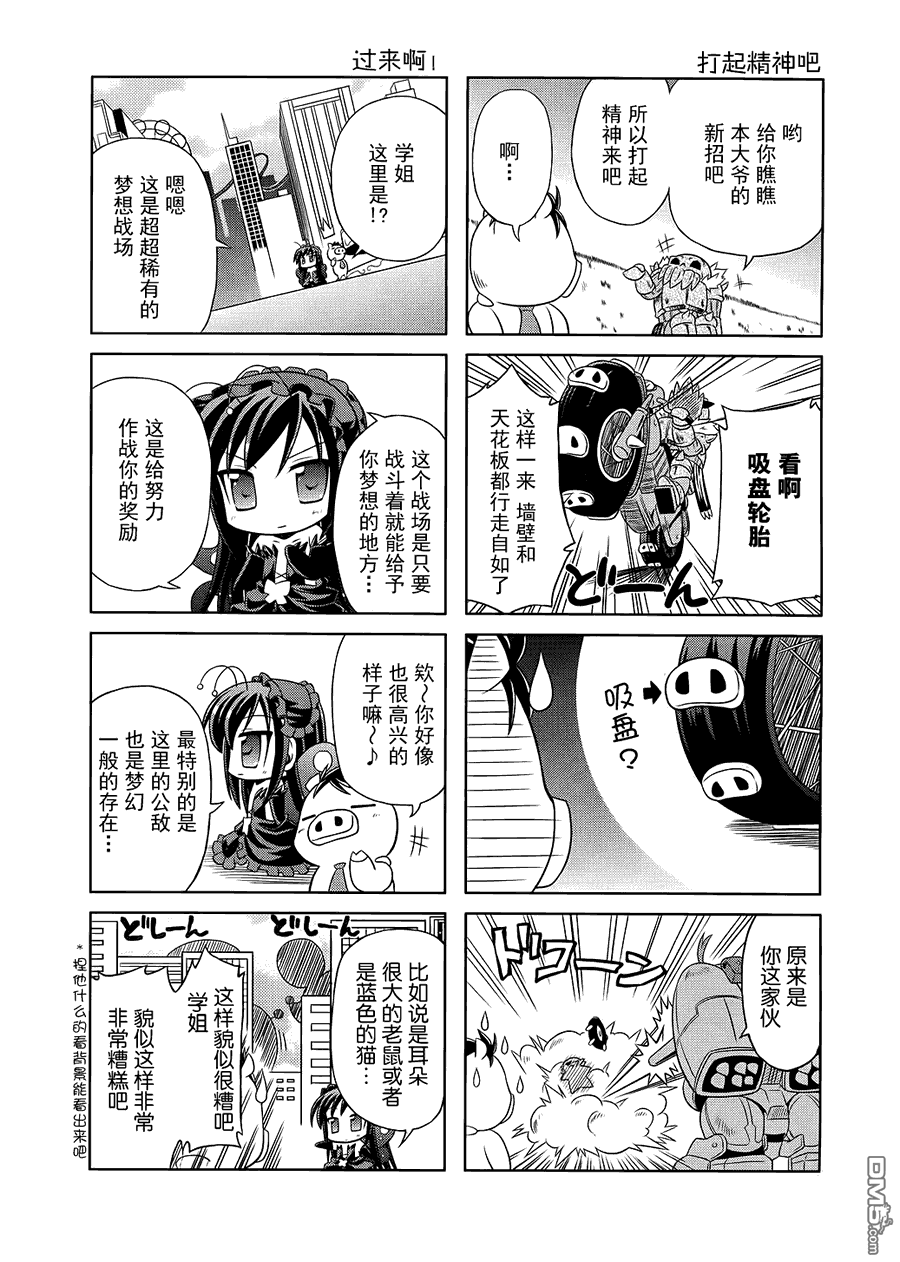 打起精神吧
哟
给你瞧瞧
本大爷的
新招吧
所以打起
精神来吧
啊…
看啊
吸盘轮胎
这样一来 墙壁和
天花板都行走自如了
どーん
吸盘？
原来是
你这家伙
ドコーン
过来啊！
学姐
这里是
!?
嗯嗯
这是超超稀有的
梦想战场
这个战场是只要
战斗着就能给予
你梦想的地方…
这是给努力
作战你的奖励
欸～你好像
也很高兴的
样子嘛～♪
最特别的是
这里的公敌
也是梦幻
一般的存在…
比如说是耳朵
很大的老鼠或者
是蓝色的猫…
どしーん
どしーん
这样貌似很糟吧
学姐
貌似这样非常
非常糟糕吧
*捏他什么的看背景能看出来吧
DM5.com